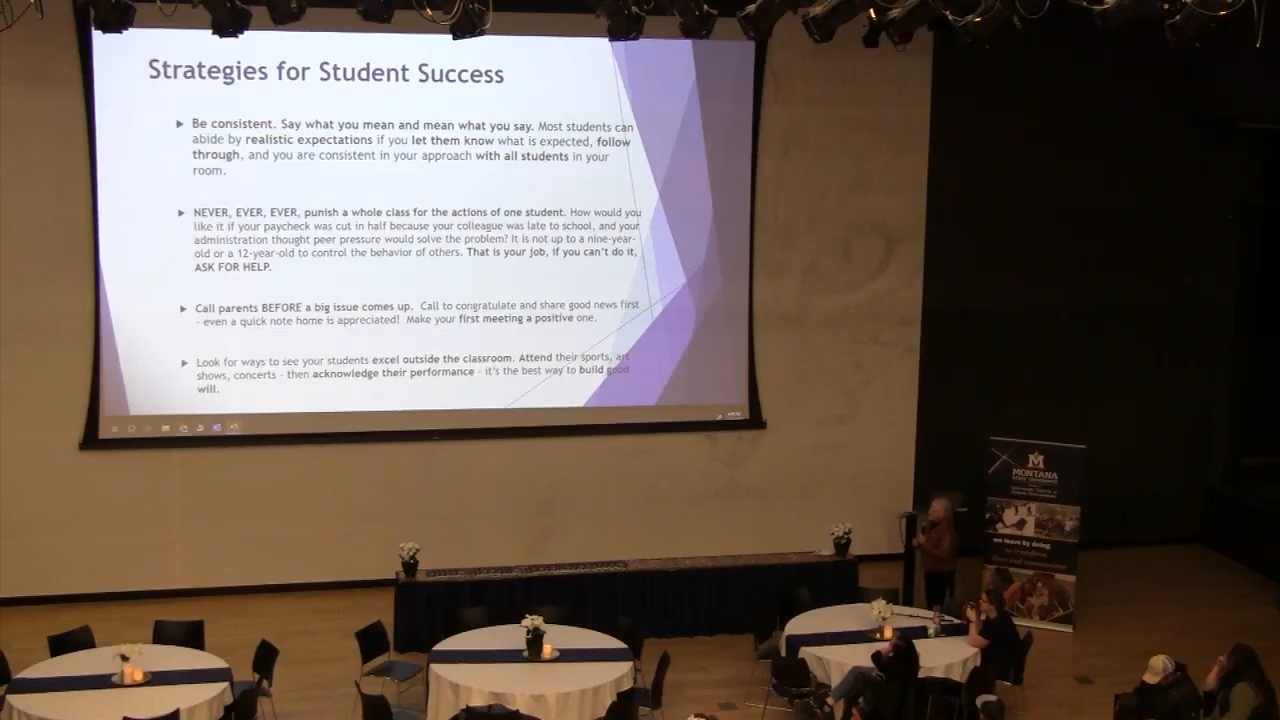 Strategies for Student Success
Be consistent. Say what you mean and mean what you say. Most students can
abide by realistic expectations if you let them know what is expected, follow
through, and you are consistent in your approach with all students in your
room.
NEVER, EVER, EVER, punish a whole class for the actions of one student. How would you
like it if your paycheck was cut in half because your colleague was late to school, and your
administration thought peer pressure would solve the problem? It is not up to a nine-year-
old or a 12-year-old to control the behavior of others. That is your job, if you can't do it,
ASK FOR HELP.
Call parents BEFORE a big issue comes up. Call to congratulate and share good news first
- even a quick note home is appreciated! Make your first meeting a positive one.
Look for ways to see your students excel outside the classroom. Attend their sports, art
shows, concerts - then acknowledge their performance - it's the best way to build good
will.
M
MONTANA
STATE UNIVERSITY
we learn by doing
to transform